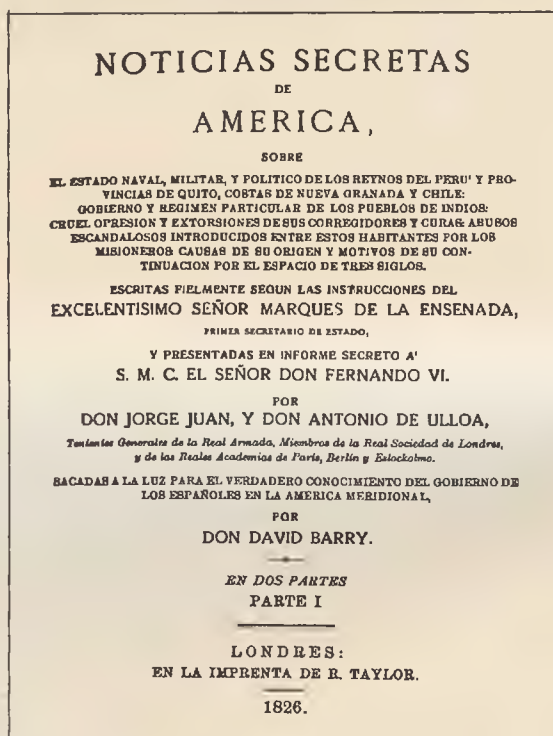 NOTICIAS SECRETAS
DE
AMERICA,
SOBRE
EL ESTADO NAVAL, MILITAR, Y POLITICO DE LOS REYNOS DEL PERU' Y PRO-
VINCIAS DE QUITO, COSTAS DE NUEVA GRANADA Y CHILE:
GOBIERNO Y REGIMEN PARTICULAR DE LOS PUEBLOS DE INDIOS:
CRUEL OPRESION Y EXTORSIONES DE SUS CORREGIDORES Y CURAS: ABUSOS
ESCANDALOSOS INTRODUCIDOS ENTRE ESTOS HABITANTES POR LOS
MISIONEROS: CAUSAS DE SU ORIGEN Y MOTIVOS DE SU CON-
TINUACION POR EL ESPACIO DE TRES SIGLOS.
ESCRITAS FIELMENTE SEGUN LAS INSTRUCCIONES DEL
EXCELENTISIMO SEÑOR MARQUES DE LA ENSENADA,
PRIMER SECRETARIO DE ESTADO,
Y PRESENTADAS EN INFORME SECRETO A'
S. M. C. EL SEÑOR DON FERNANDO VI.
POR
DON JORGE JUAN, Y DON ANTONIO DE ULLOA,
Tenientes Generales de la Real Armada, Miembros de la Real Sociedad de Londres,
y de las Reales Academias de Paris, Berlin y Estockolmo.
SACADAS A LA LUZ PARA EL VERDADERO CONOCIMIENTO DEL GOBIERNO DE
LOS ESPAÑOLES EN LA AMERICA MERIDIONAL,
POR
DON DAVID BARRY.
EN DOS PARTES
PARTE I
LONDRES:
EN LA IMPRENTA DE R. TAYLOR.
1826.